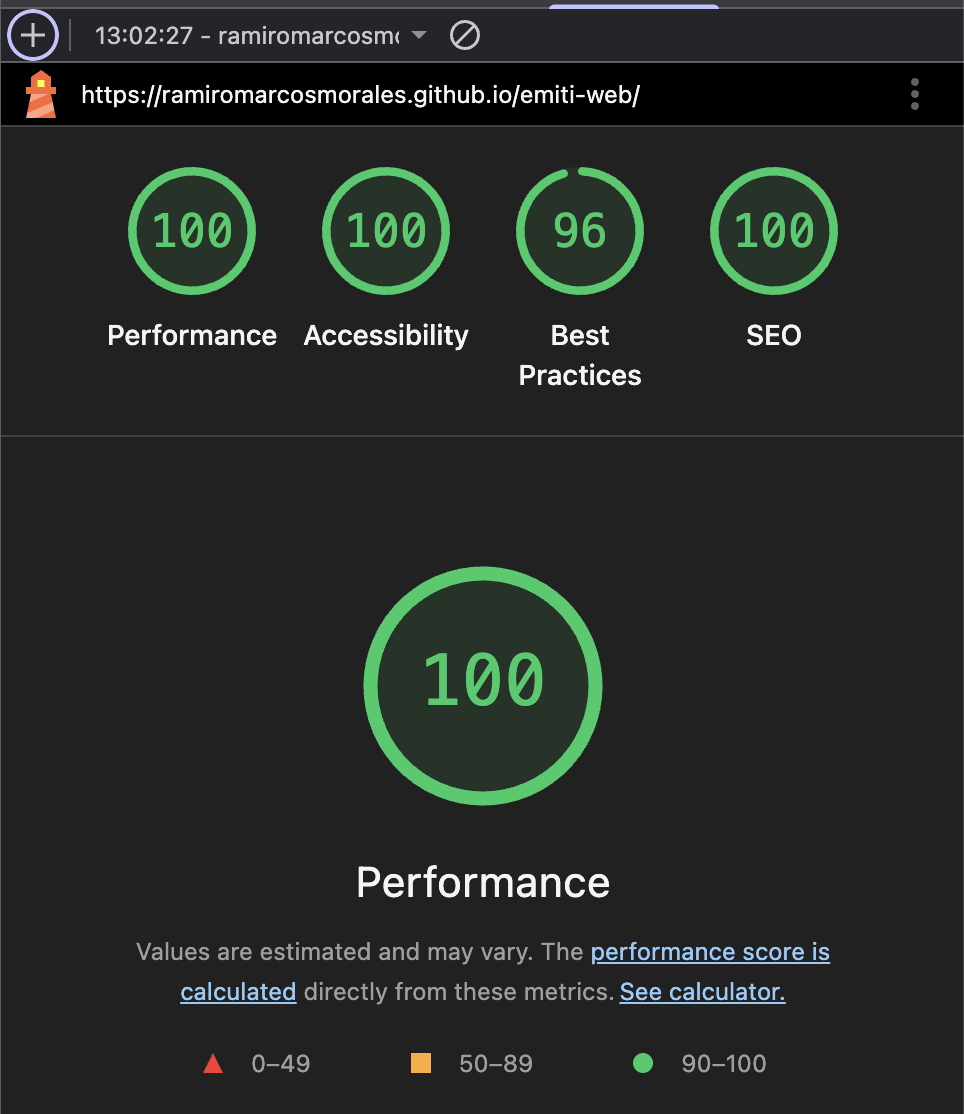 13:02:27 - ramiromarcosmo
https://ramiromarcosmorales.github.io/emiti-web/
100 100 96 100
Performance Accessibility Best Practices SEO
100
Performance
Values are estimated and may vary. The performance score is
calculated directly from these metrics. See calculator.
0–49 50–89 90–100